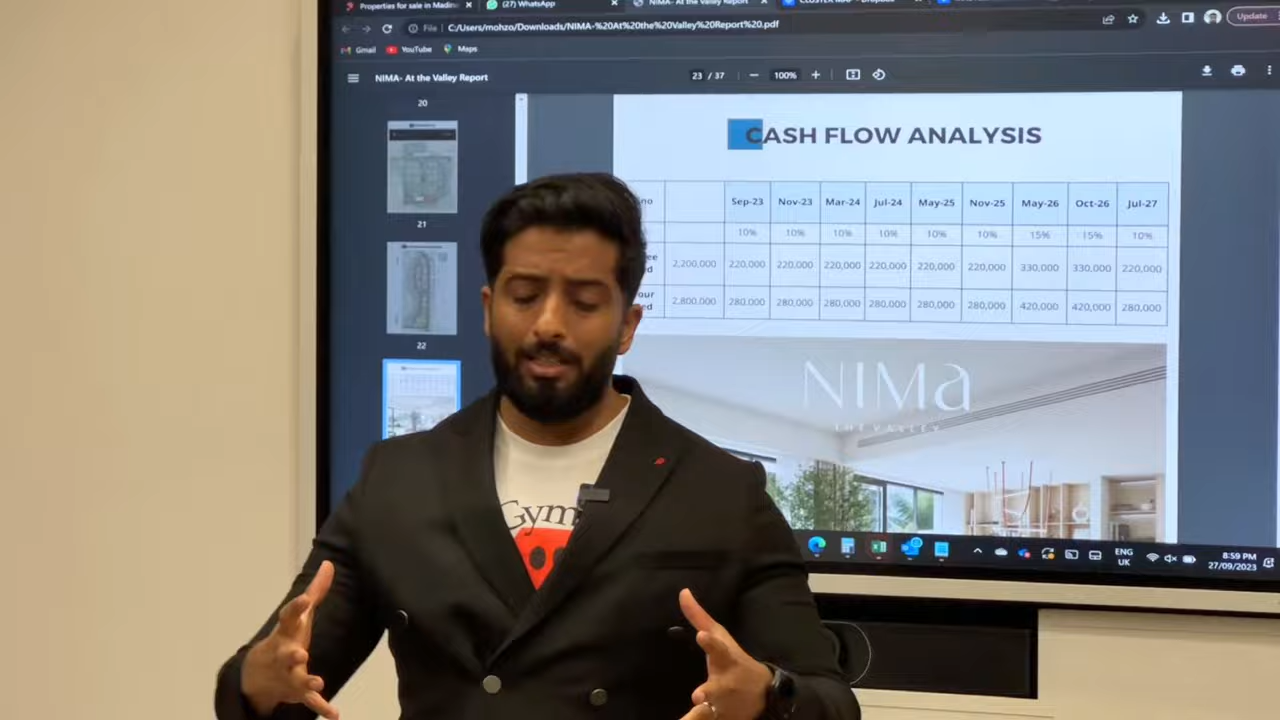 Properties for sale in Madin
(27) WhatsApp
NIMA- At the Valley Report
File
C:/Users/mohzo/Downloads/NIMA-%20At%20the%20Valley%20Report%20.pdf
Update
Gmail YouTube Maps
NIMA- At the Valley Report
23 / 37 — 100% +
20
21
22
CASH FLOW ANALYSIS
no Sep-23 Nov-23 Mar-24 Jul-24 May-25 Nov-25 May-26 Oct-26 Jul-27
10% 10% 10% 10% 10% 10% 15% 15% 10%
2,200,000 220,000 220,000 220,000 220,000 220,000 220,000 330,000 330,000 220,000
2,800,000 280,000 280,000 280,000 280,000 280,000 280,000 420,000 420,000 280,000
NIMa
THE VALLEY
Gym
ENG
UK
8:59 PM
27/09/2023